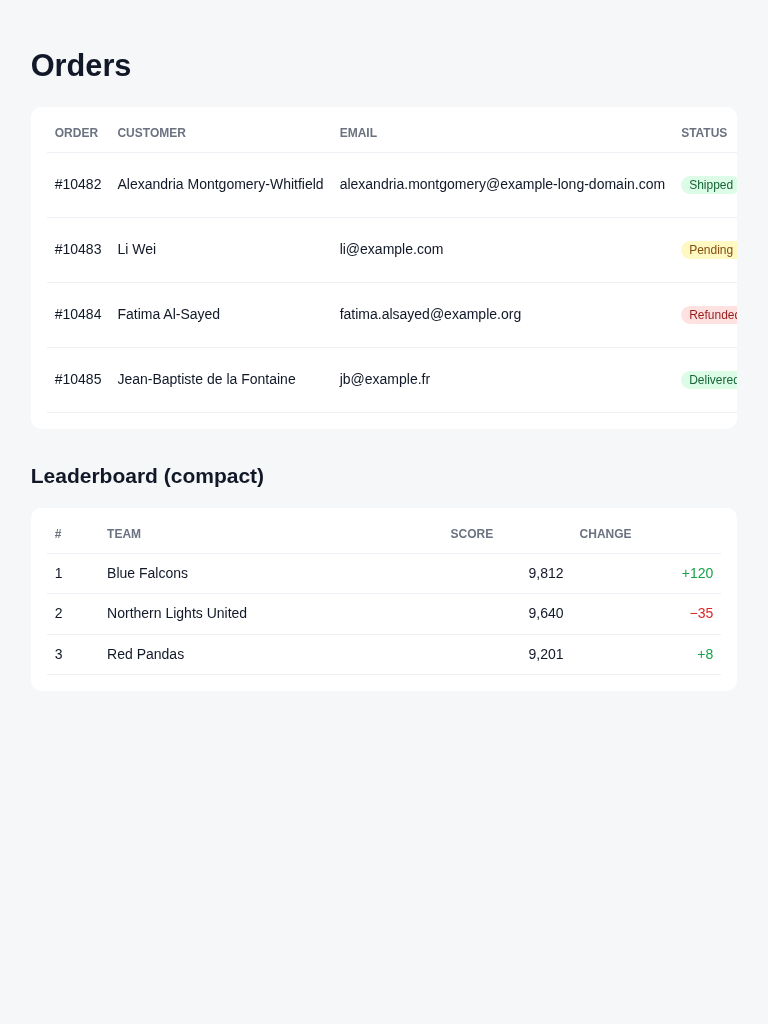 Orders
ORDER CUSTOMER EMAIL STATUS
#10482 Alexandria Montgomery-Whitfield alexandria.montgomery@example-long-domain.com Shipped
#10483 Li Wei li@example.com Pending
#10484 Fatima Al-Sayed fatima.alsayed@example.org Refunded
#10485 Jean-Baptiste de la Fontaine jb@example.fr Delivered
Leaderboard (compact)
# TEAM SCORE CHANGE
1 Blue Falcons 9,812 +120
2 Northern Lights United 9,640 −35
3 Red Pandas 9,201 +8